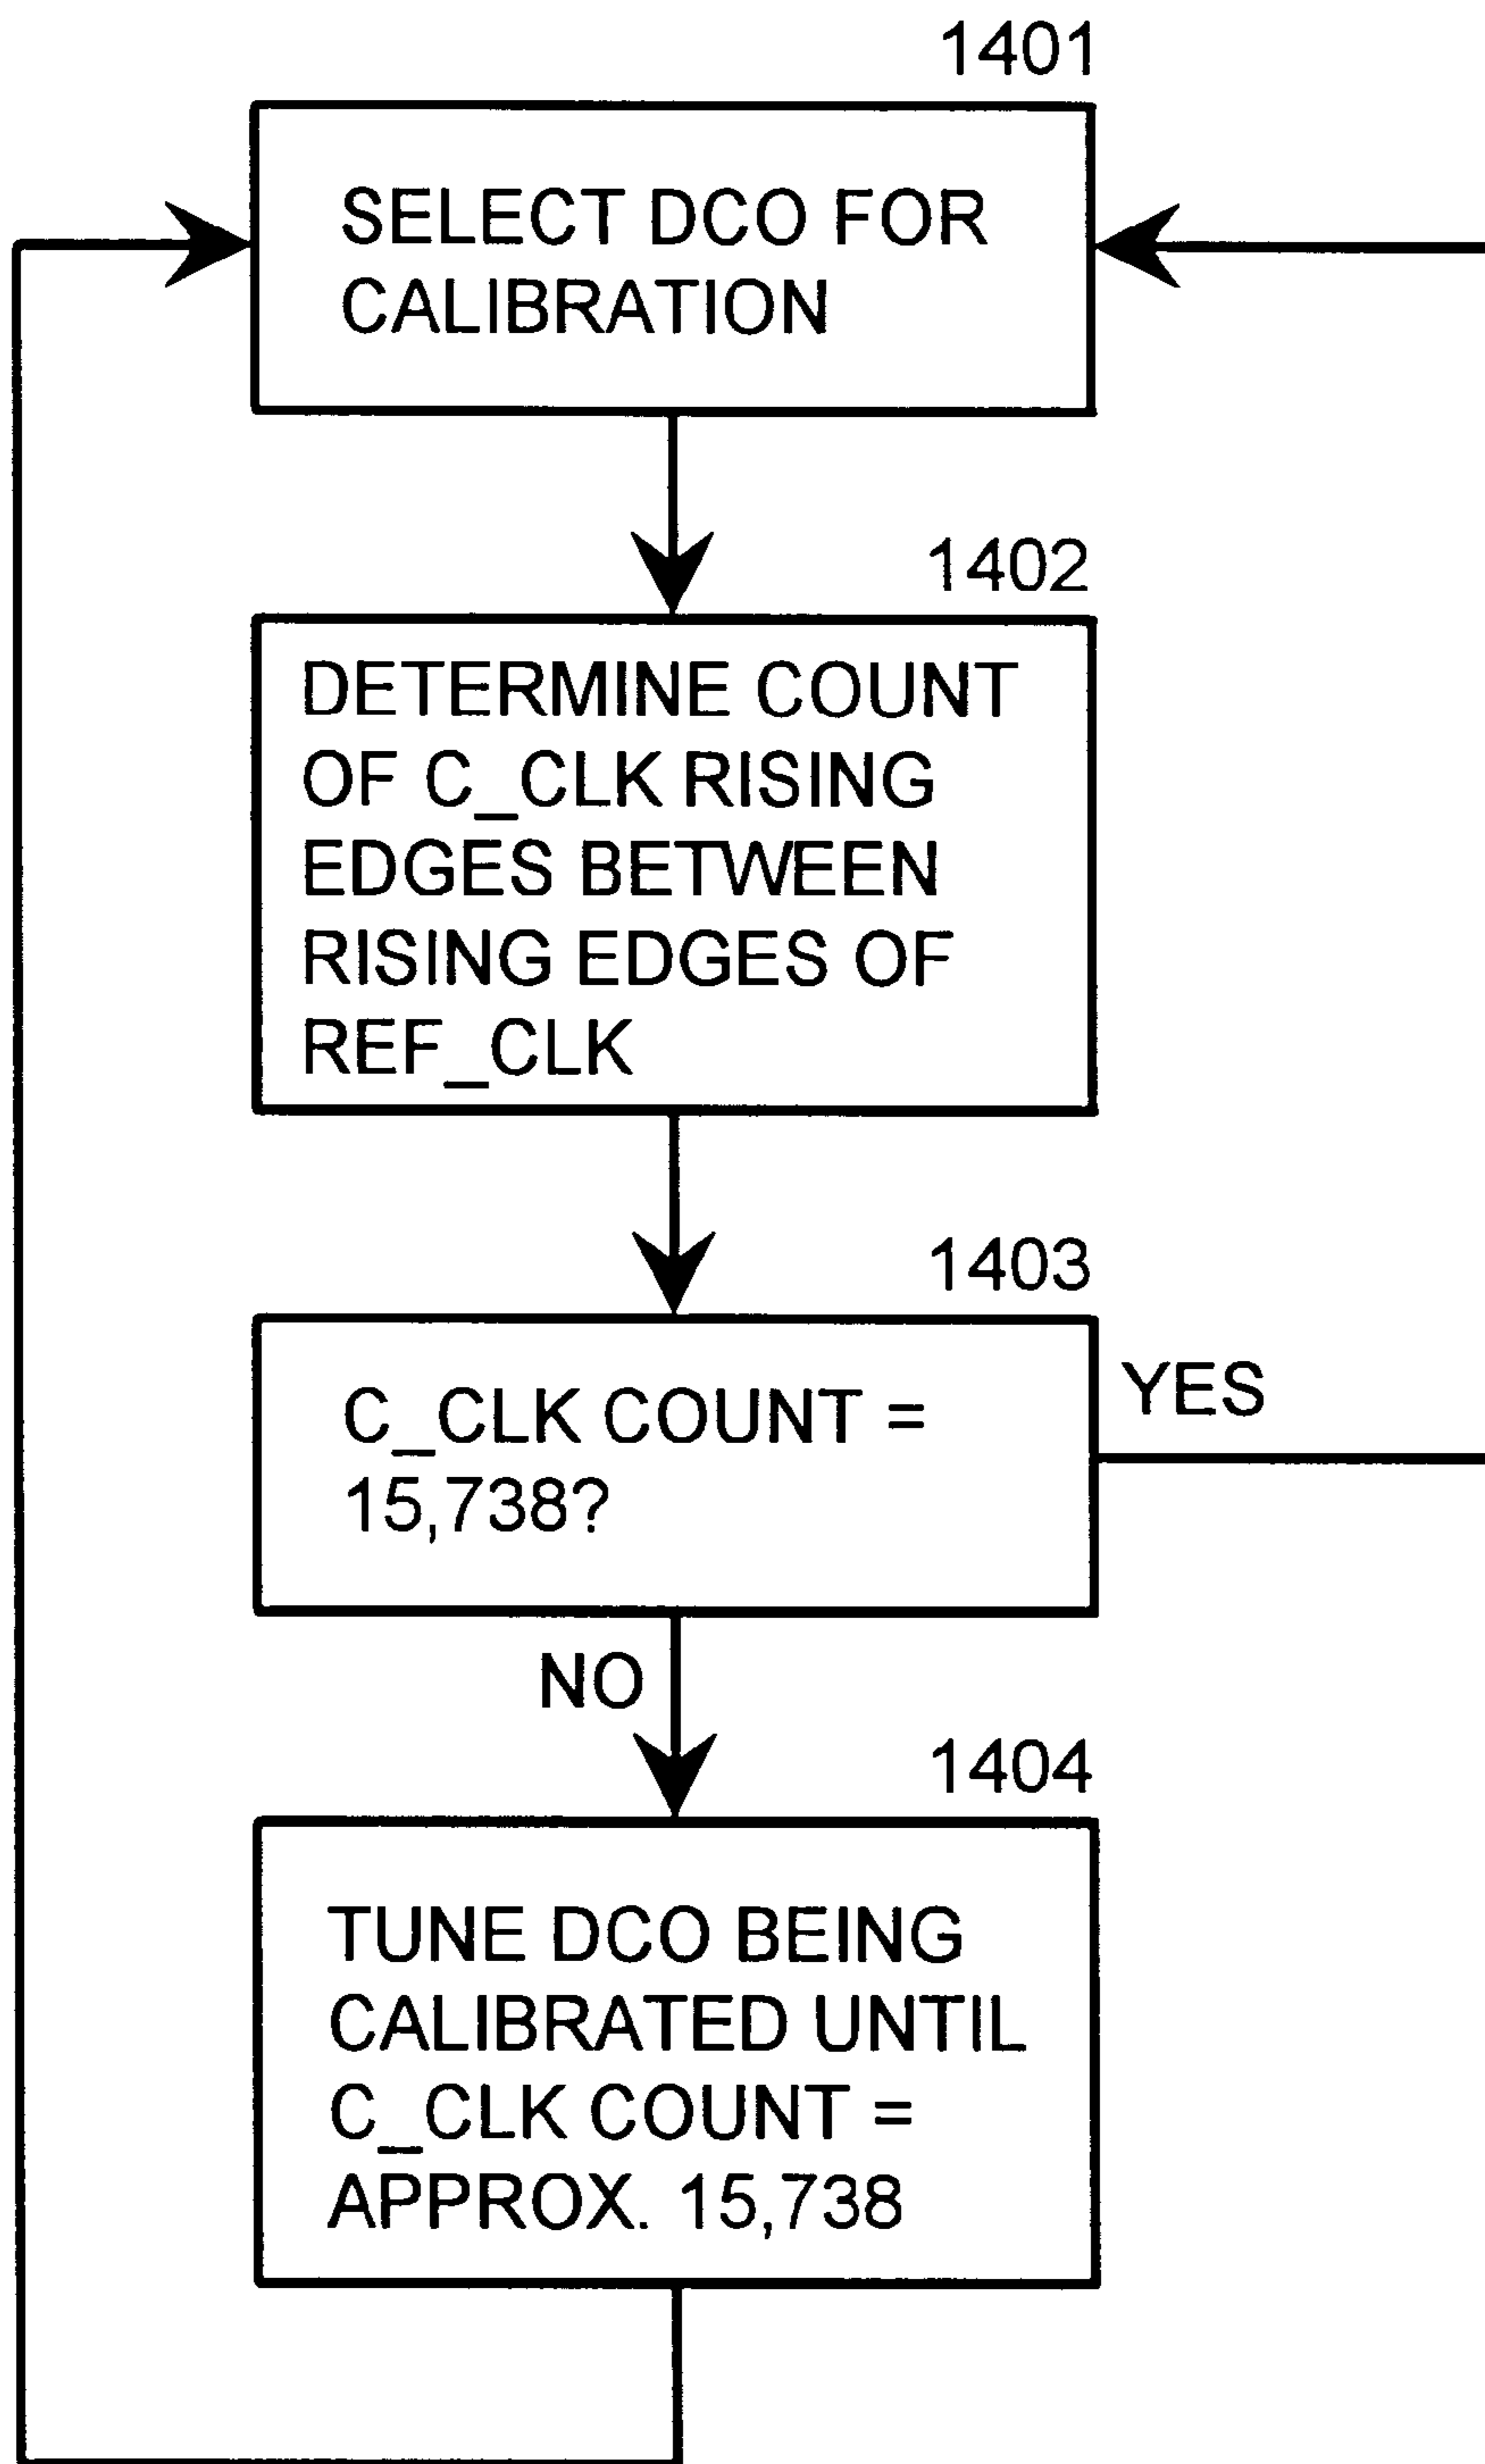 1401
SELECT DCO FOR
CALIBRATION
1402
DETERMINE COUNT
OF C_CLK RISING
EDGES BETWEEN
RISING EDGES OF
REF_CLK
1403
C_CLK COUNT =
15,738?
YES
NO
1404
TUNE DCO BEING
CALIBRATED UNTIL
C_CLK COUNT =
APPROX. 15,738